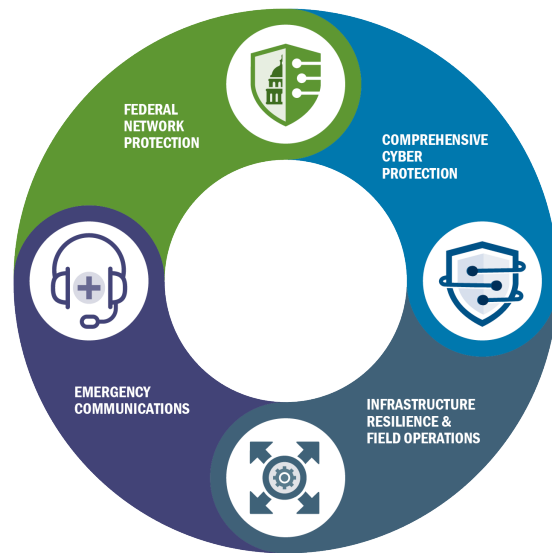 FEDERAL
NETWORK
PROTECTION
COMPREHENSIVE
CYBER
PROTECTION
EMERGENCY
COMMUNICATIONS
INFRASTRUCTURE
RESILIENCE &
FIELD OPERATIONS